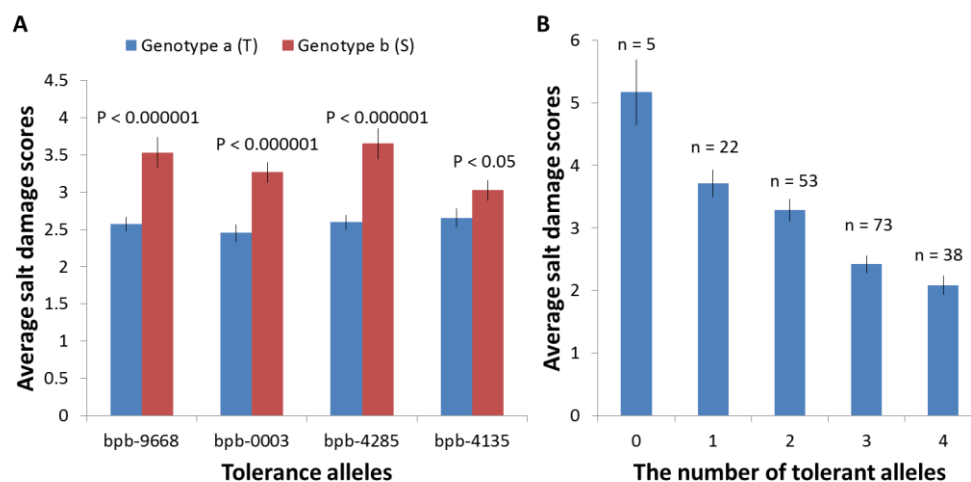 A
Genotype a (T) Genotype b (S)
Average salt damage scores
4.5
4
3.5
3
2.5
2
1.5
1
0.5
0
P < 0.000001
P < 0.000001
P < 0.000001
P < 0.05
bpb-9668 bpb-0003 bpb-4285 bpb-4135
Tolerance alleles
B
Average salt damage scores
6
5
4
3
2
1
0
n = 5
n = 22
n = 53
n = 73
n = 38
0 1 2 3 4
The number of tolerant alleles